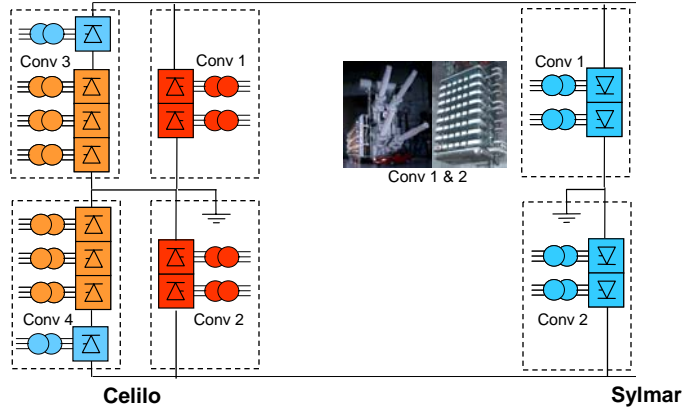 Conv 3
Conv 1
Conv 1
Conv 1 & 2
Conv 4
Conv 2
Conv 2
Celilo
Sylmar